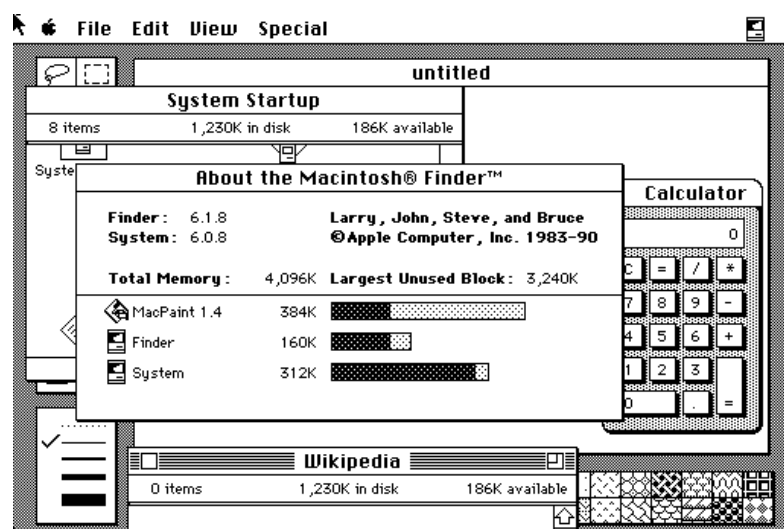 File Edit View Special
untitled
System Startup
8 items 1,230K in disk 186K available
Syste
About the Macintosh® Finder™
Finder: 6.1.8 Larry, John, Steve, and Bruce
System: 6.0.8 ©Apple Computer, Inc. 1983-90
Total Memory: 4,096K Largest Unused Block: 3,240K
MacPaint 1.4 384K
Finder 160K
System 312K
Calculator
0
C = / *
7 8 9 -
4 5 6 +
1 2 3
0 . =
Wikipedia
0 items 1,230K in disk 186K available